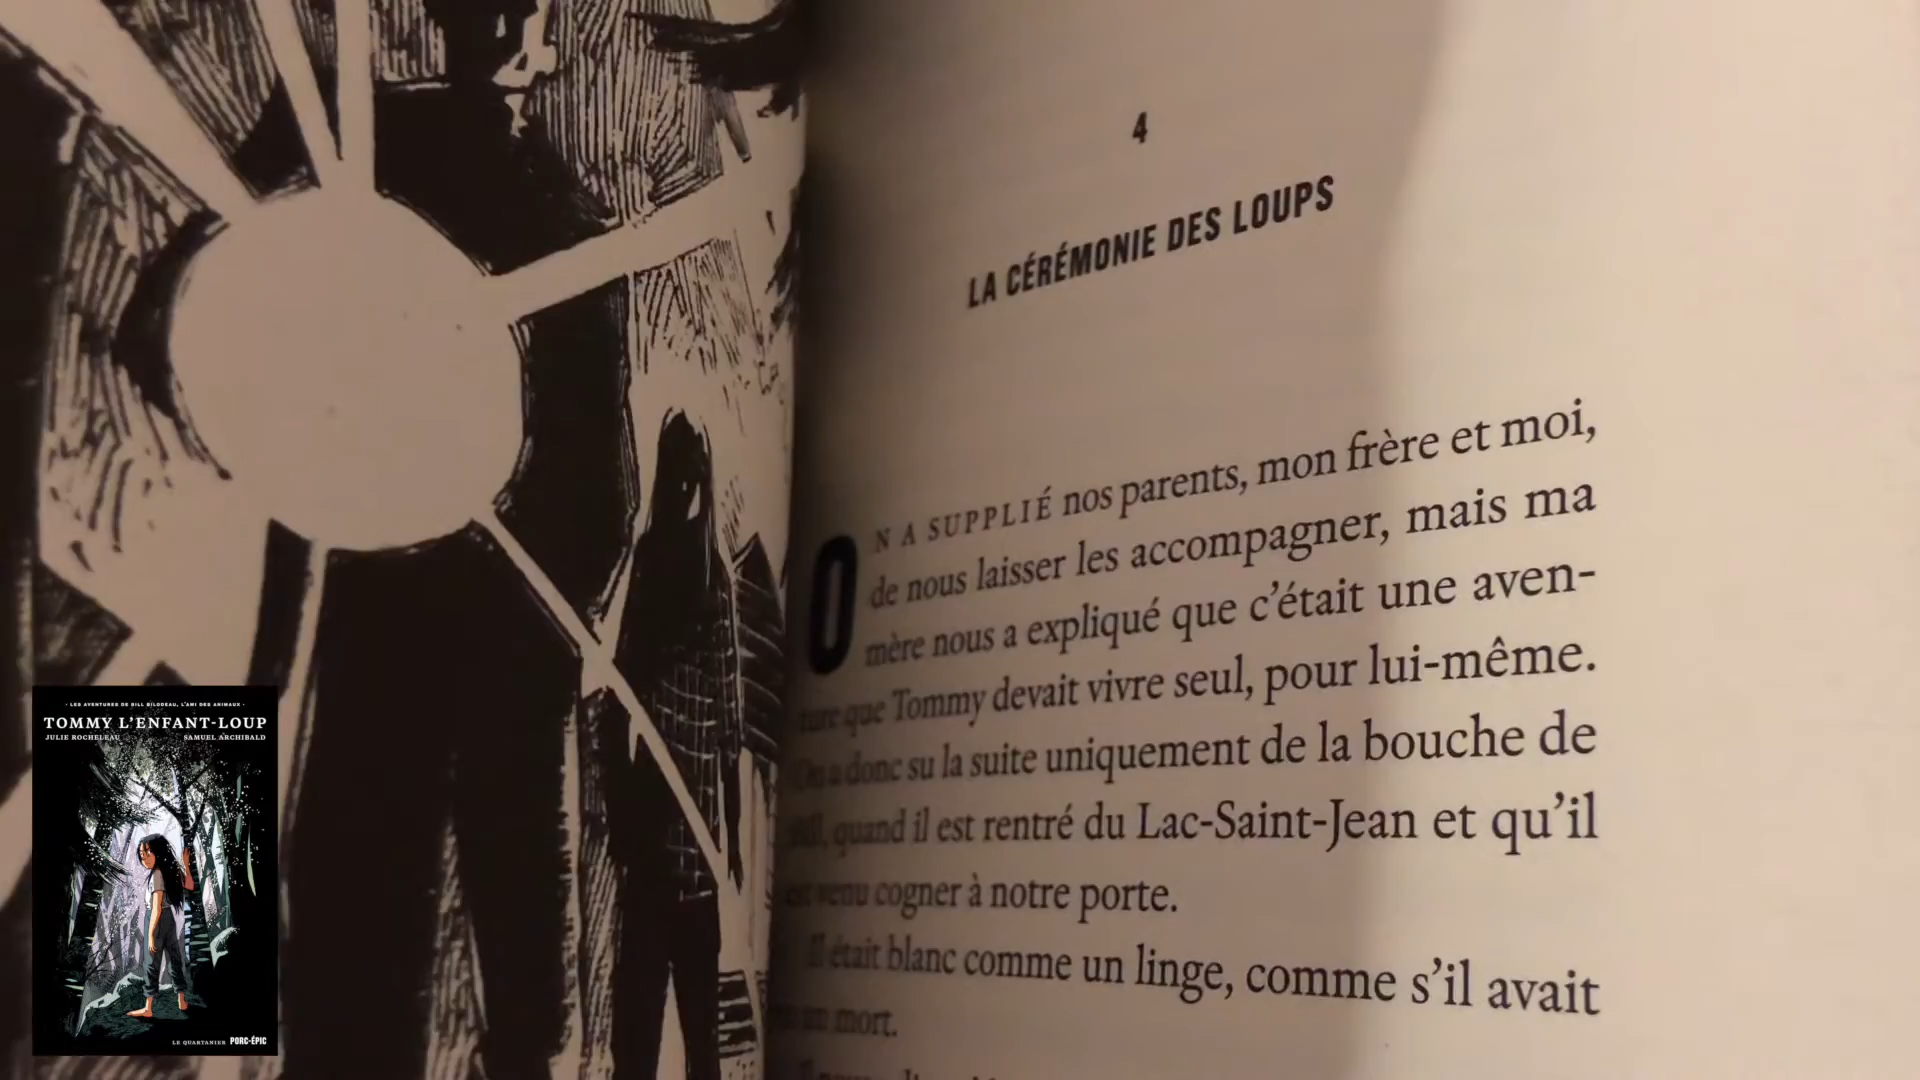 4
LA CÉRÉMONIE DES LOUPS
ON A SUPPLIÉ nos parents, mon frère et moi,
de nous laisser les accompagner, mais ma
mère nous a expliqué que c'était une aven-
ture que Tommy devait vivre seul, pour lui-même.
On a donc su la suite uniquement de la bouche de
quand il est rentré du Lac-Saint-Jean et qu'il
est venu cogner à notre porte.
Il était blanc comme un linge, comme s'il avait
un mort.
· LES AVENTURES DE BILL BILODEAU, L'AMI DES ANIMAUX ·
TOMMY L'ENFANT-LOUP
JULIE ROCHELEAU SAMUEL ARCHIBALD
LE QUARTANIER PORC-ÉPIC